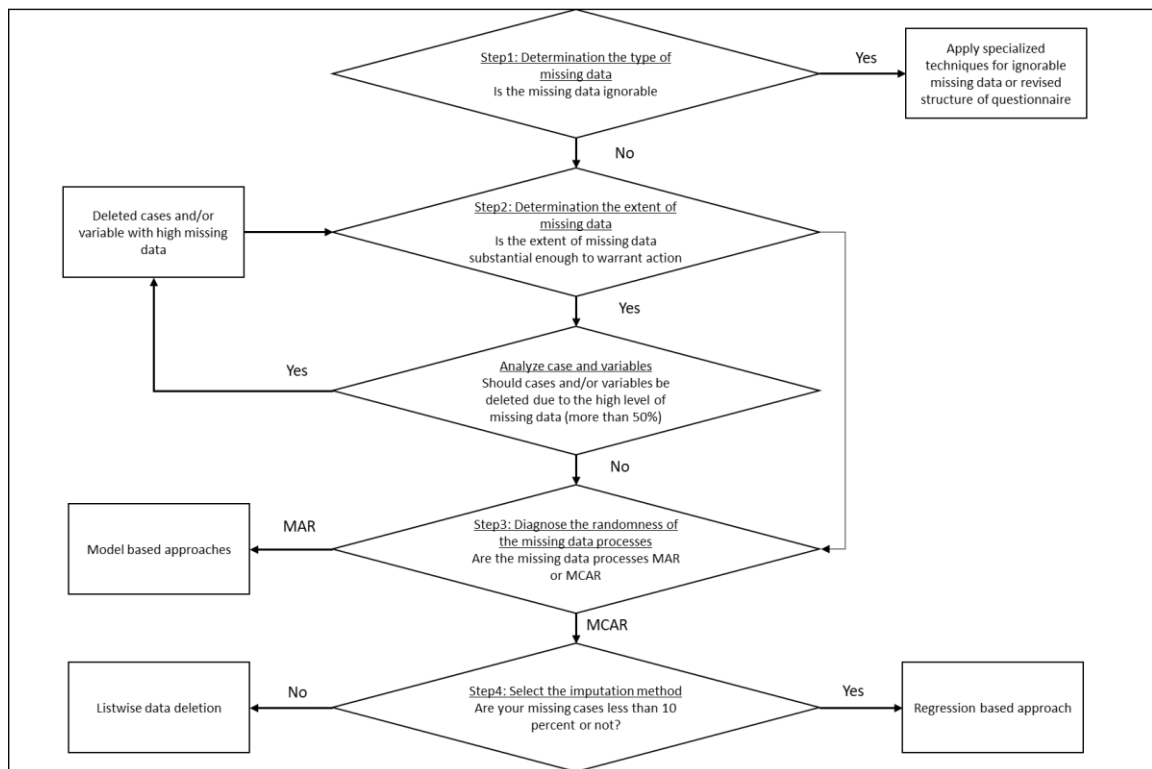 Step1: Determination the type of
missing data
Is the missing data ignorable
Yes
Apply specialized
techniques for ignorable
missing data or revised
structure of questionnaire
No
Deleted cases and/or
variable with high missing
data
Step2: Determination the extent of
missing data
Is the extent of missing data
substantial enough to warrant action
Yes
Yes
Analyze case and variables
Should cases and/or variables be
deleted due to the high level of
missing data (more than 50%)
No
Model based approaches
MAR
Step3: Diagnose the randomness of
the missing data processes
Are the missing data processes MAR
or MCAR
MCAR
Listwise data deletion
No
Step4: Select the imputation method
Are your missing cases less than 10
percent or not?
Yes
Regression based approach